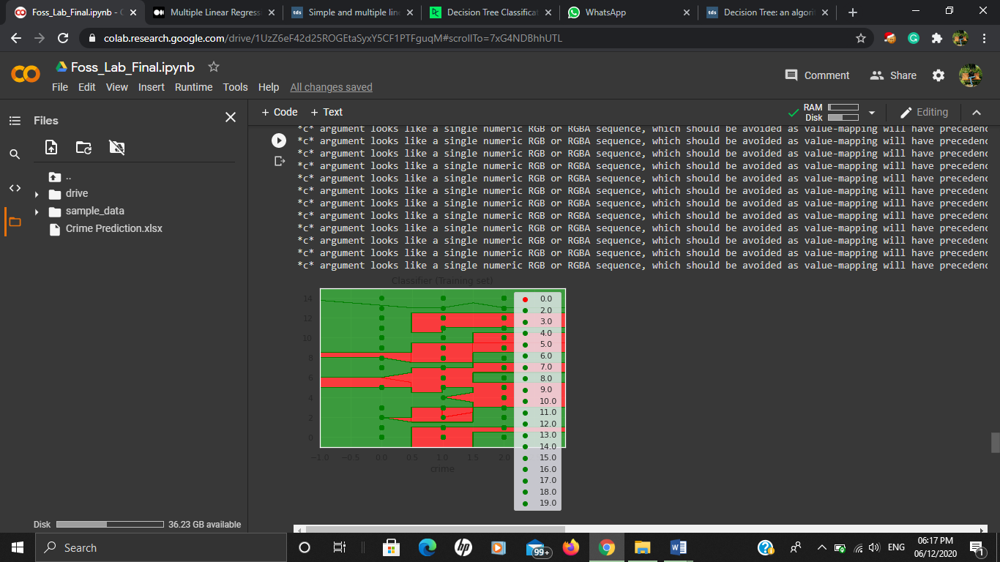 Foss_Lab_Final.ipynb - C
Multiple Linear Regress
Simple and multiple line
Decision Tree Classificat
WhatsApp
Decision Tree: an algorit
colab.research.google.com/drive/1UzZ6eF42d25ROGEtaSyxY5CF1PTFguqM#scrollTo=7xG4NDBhhUTL
Foss_Lab_Final.ipynb
Comment
Share
File Edit View Insert Runtime Tools Help All changes saved
Files
+ Code + Text
RAM
Disk
Editing
..
drive
sample_data
Crime Prediction.xlsx
*c* argument looks like a single numeric RGB or RGBA sequence, which should be avoided as value-mapping will have precedenc
*c* argument looks like a single numeric RGB or RGBA sequence, which should be avoided as value-mapping will have precedenc
*c* argument looks like a single numeric RGB or RGBA sequence, which should be avoided as value-mapping will have precedenc
*c* argument looks like a single numeric RGB or RGBA sequence, which should be avoided as value-mapping will have precedenc
*c* argument looks like a single numeric RGB or RGBA sequence, which should be avoided as value-mapping will have precedenc
*c* argument looks like a single numeric RGB or RGBA sequence, which should be avoided as value-mapping will have precedenc
*c* argument looks like a single numeric RGB or RGBA sequence, which should be avoided as value-mapping will have precedenc
*c* argument looks like a single numeric RGB or RGBA sequence, which should be avoided as value-mapping will have precedenc
*c* argument looks like a single numeric RGB or RGBA sequence, which should be avoided as value-mapping will have precedenc
*c* argument looks like a single numeric RGB or RGBA sequence, which should be avoided as value-mapping will have precedenc
*c* argument looks like a single numeric RGB or RGBA sequence, which should be avoided as value-mapping will have precedenc
*c* argument looks like a single numeric RGB or RGBA sequence, which should be avoided as value-mapping will have precedenc
Classifier (Training set)
14
12
10
8
6
4
2
0
−1.0 −0.5 0.0 0.5 1.0 1.5 2.0
crime
0.0
2.0
3.0
4.0
5.0
6.0
7.0
8.0
9.0
10.0
11.0
12.0
13.0
14.0
15.0
16.0
17.0
18.0
19.0
Disk 36.23 GB available
Search
99+
ENG
06:17 PM
06/12/2020
1